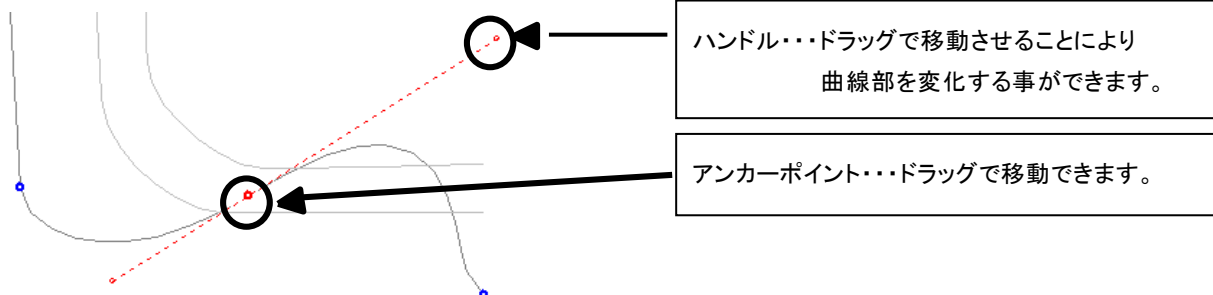 ハンドル・・・ドラッグで移動させることにより
曲線部を変化する事ができます。
アンカーポイント・・・ドラッグで移動できます。